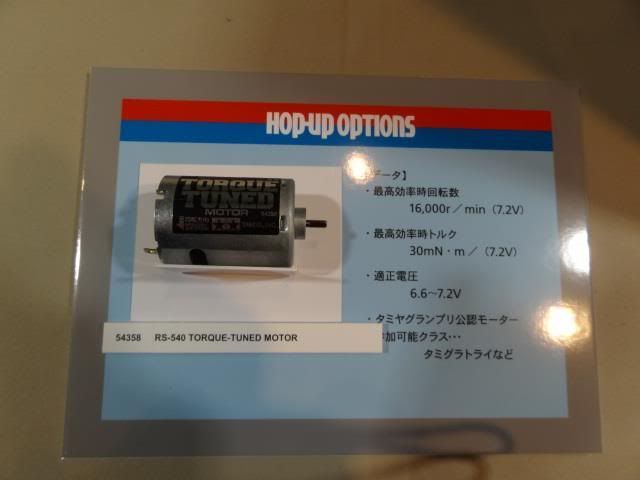 HOP-UP OPTIONS
データ】
・最高効率時回転数
16,000r／min（7.2V）
・最高効率時トルク
30mN・m／（7.2V）
・適正電圧
6.6～7.2V
・タミヤグランプリ公認モーター
参加可能クラス･･･
タミグラトライなど
TORQUE
TUNED
MOTOR
54358
54358 RS-540 TORQUE-TUNED MOTOR